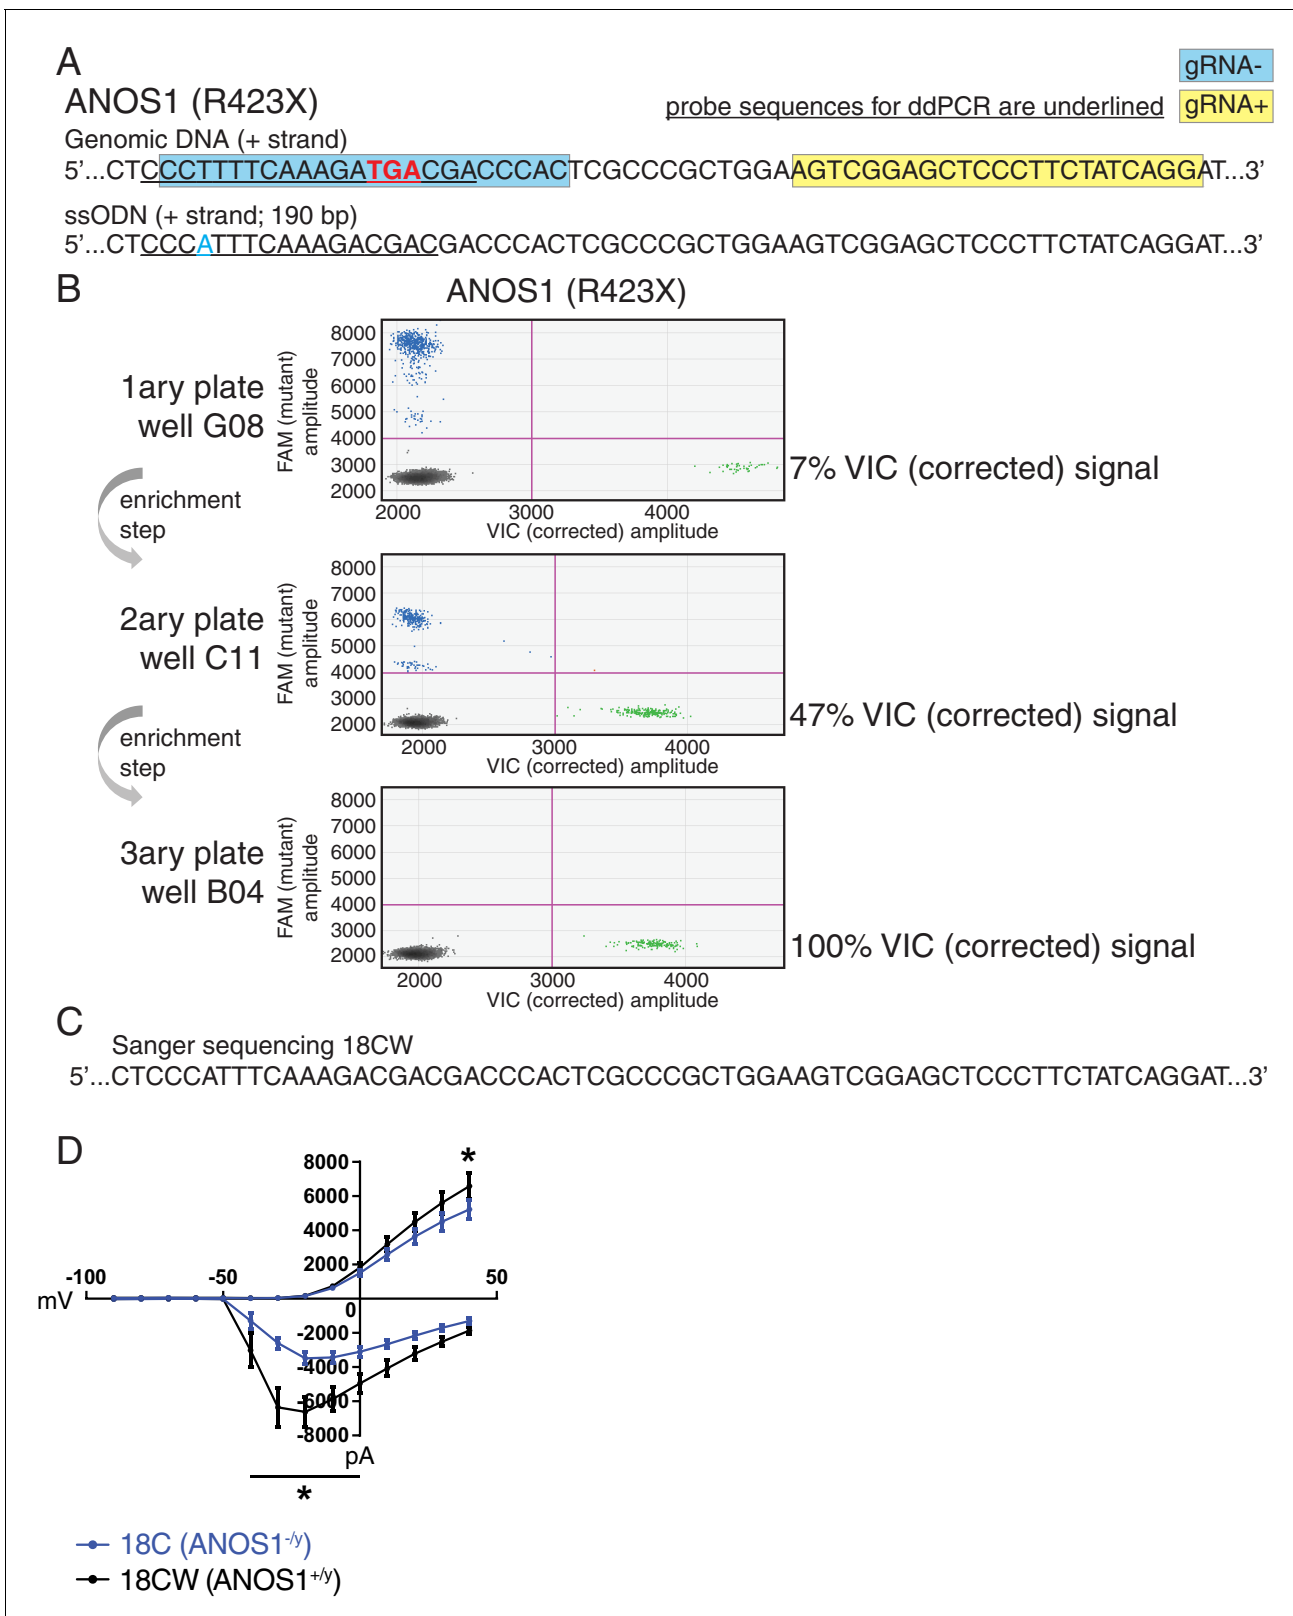 A
ANOS1 (R423X)
gRNA-
probe sequences for ddPCR are underlined
gRNA+
Genomic DNA (+ strand)
5’...CTCCCTTTTCAAAGATGACGACCCACTCGCCCGCTGGAAGTCGGAGCTCCCTTCTATCAGGAT...3’
ssODN (+ strand; 190 bp)
5’...CTCCCATTTCAAAGACGACGACCCACTCGCCCGCTGGAAGTCGGAGCTCCCTTCTATCAGGAT...3’
B
ANOS1 (R423X)
1ary plate
well G08
FAM (mutant)
amplitude
8000
7000
6000
5000
4000
3000
2000
2000 3000 4000
VIC (corrected) amplitude
7% VIC (corrected) signal
enrichment
step
2ary plate
well C11
FAM (mutant)
amplitude
8000
7000
6000
5000
4000
3000
2000
2000 3000 4000
VIC (corrected) amplitude
47% VIC (corrected) signal
enrichment
step
3ary plate
well B04
FAM (mutant)
amplitude
8000
7000
6000
5000
4000
3000
2000
2000 3000 4000
VIC (corrected) amplitude
100% VIC (corrected) signal
C
Sanger sequencing 18CW
5’...CTCCCATTTCAAAGACGACGACCCACTCGCCCGCTGGAAGTCGGAGCTCCCTTCTATCAGGAT...3’
D
*
8000
6000
4000
2000
-100 -50 50
mV
0
-2000
-4000
-6000
-8000
pA
*
18C (ANOS1-/y)
18CW (ANOS1+/y)